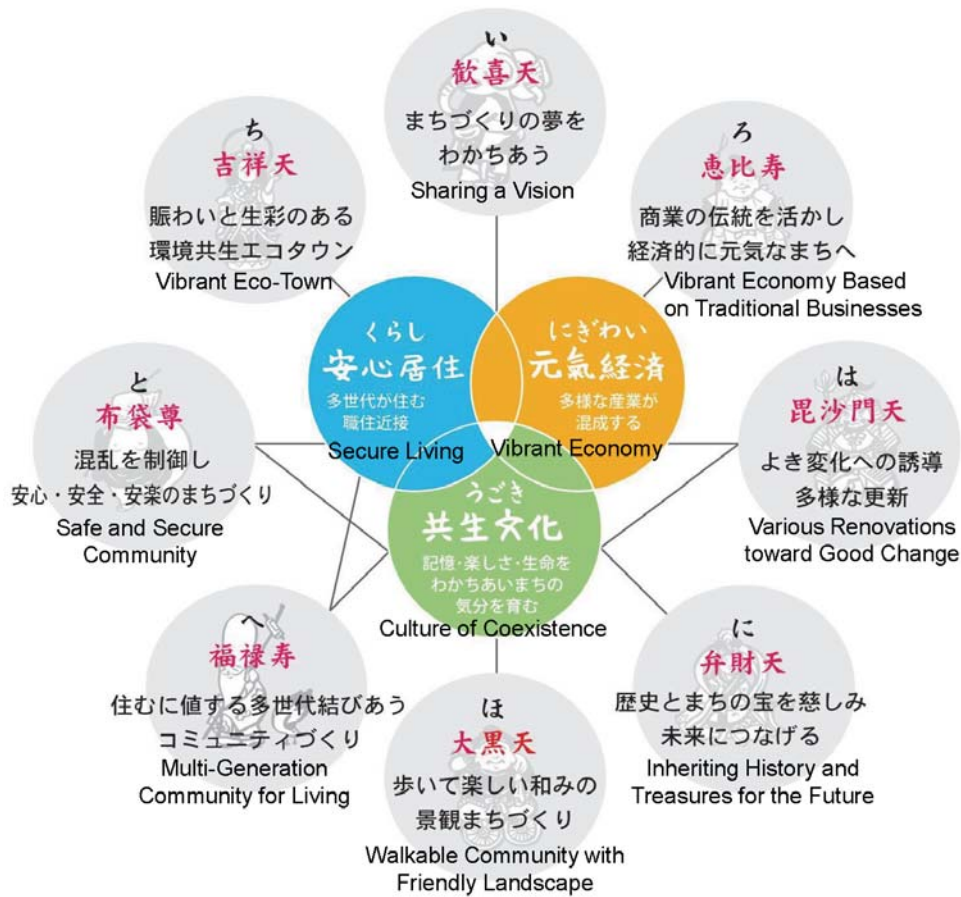 い
歓喜天
まちづくりの夢を
わかちあう
Sharing a Vision
ろ
恵比寿
商業の伝統を活かし
経済的に元気なまちへ
Vibrant Economy Based
on Traditional Businesses
は
毘沙門天
よき変化への誘導
多様な更新
Various Renovations
toward Good Change
に
弁財天
歴史とまちの宝を慈しみ
未来につなげる
Inheriting History and
Treasures for the Future
ほ
大黒天
歩いて楽しい和みの
景観まちづくり
Walkable Community with
Friendly Landscape
へ
福禄寿
住むに値する多世代結びあう
コミュニティづくり
Multi-Generation
Community for Living
と
布袋尊
混乱を制御し
安心・安全・安楽のまちづくり
Safe and Secure
Community
ち
吉祥天
賑わいと生彩のある
環境共生エコタウン
Vibrant Eco-Town
くらし
安心居住
多世代が住む
職住近接
Secure Living
にぎわい
元氣経済
多様な産業が
混成する
Vibrant Economy
うごき
共生文化
記憶・楽しさ・生命を
わかちあいまちの
気分を育む
Culture of Coexistence